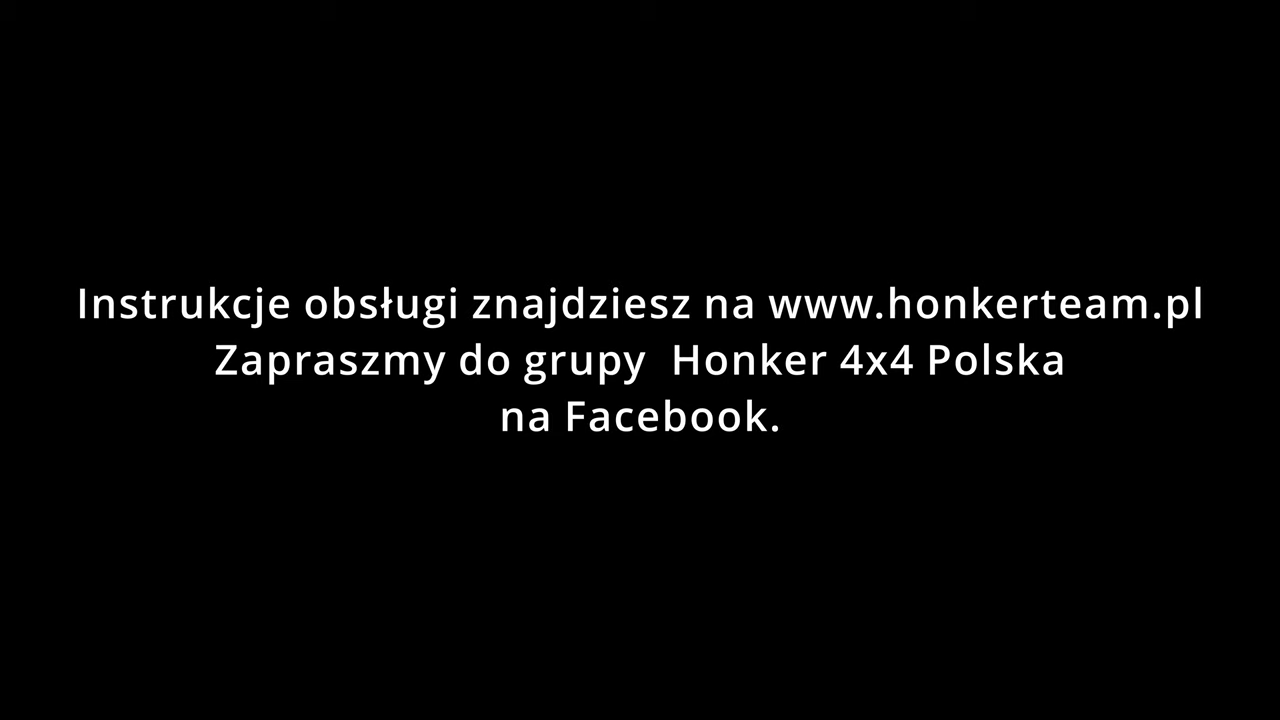 Instrukcje obsługi znajdziesz na www.honkerteam.pl
Zapraszmy do grupy  Honker 4x4 Polska
na Facebook.